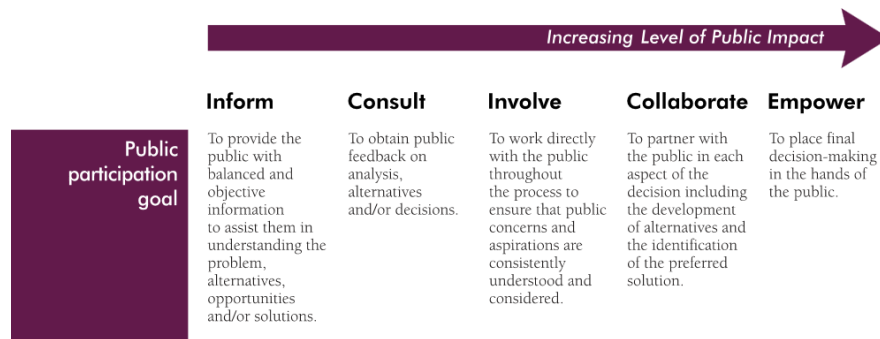 Increasing Level of Public Impact
Inform
Consult
Involve
Collaborate
Empower
Public
participation
goal
To provide the
public with
balanced and
objective
information
to assist them in
understanding the
problem,
alternatives,
opportunities
and/or solutions.
To obtain public
feedback on
analysis,
alternatives
and/or decisions.
To work directly
with the public
throughout
the process to
ensure that public
concerns and
aspirations are
consistently
understood and
considered.
To partner with
the public in each
aspect of the
decision including
the development
of alternatives and
the identification
of the preferred
solution.
To place final
decision-making
in the hands of
the public.